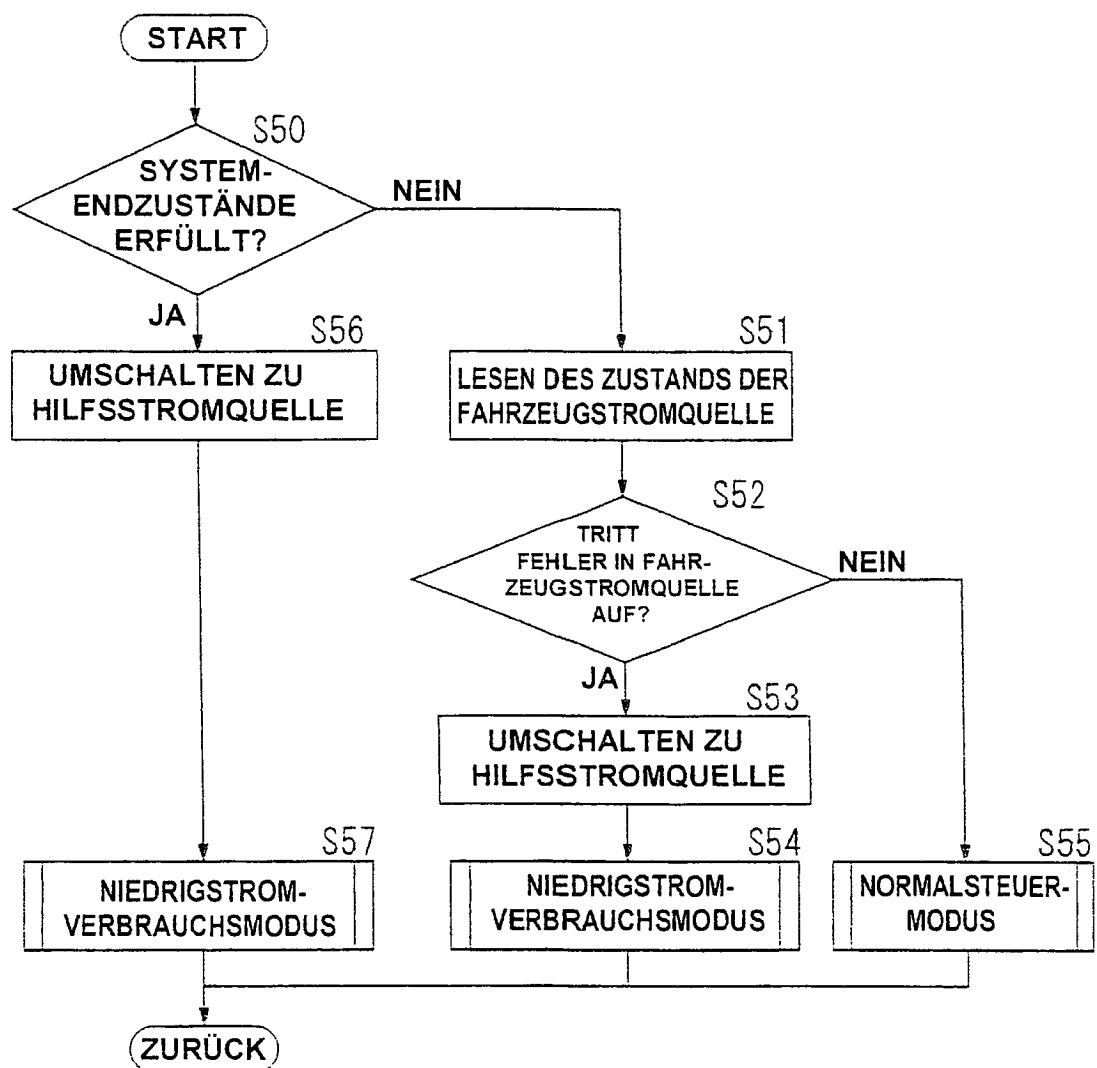 START
S50
SYSTEM-
ENDZUSTÄNDE
ERFÜLLT?
NEIN
JA
S56
UMSCHALTEN ZU
HILFSSTROMQUELLE
S51
LESEN DES ZUSTANDS DER
FAHRZEUGSTROMQUELLE
S52
TRITT
FEHLER IN FAHR-
ZEUGSTROMQUELLE
AUF?
NEIN
JA
S53
UMSCHALTEN ZU
HILFSSTROMQUELLE
S57
NIEDRIGSTROM-
VERBRAUCHSMODUS
S54
NIEDRIGSTROM-
VERBRAUCHSMODUS
S55
NORMALSTEUER-
MODUS
ZURÜCK